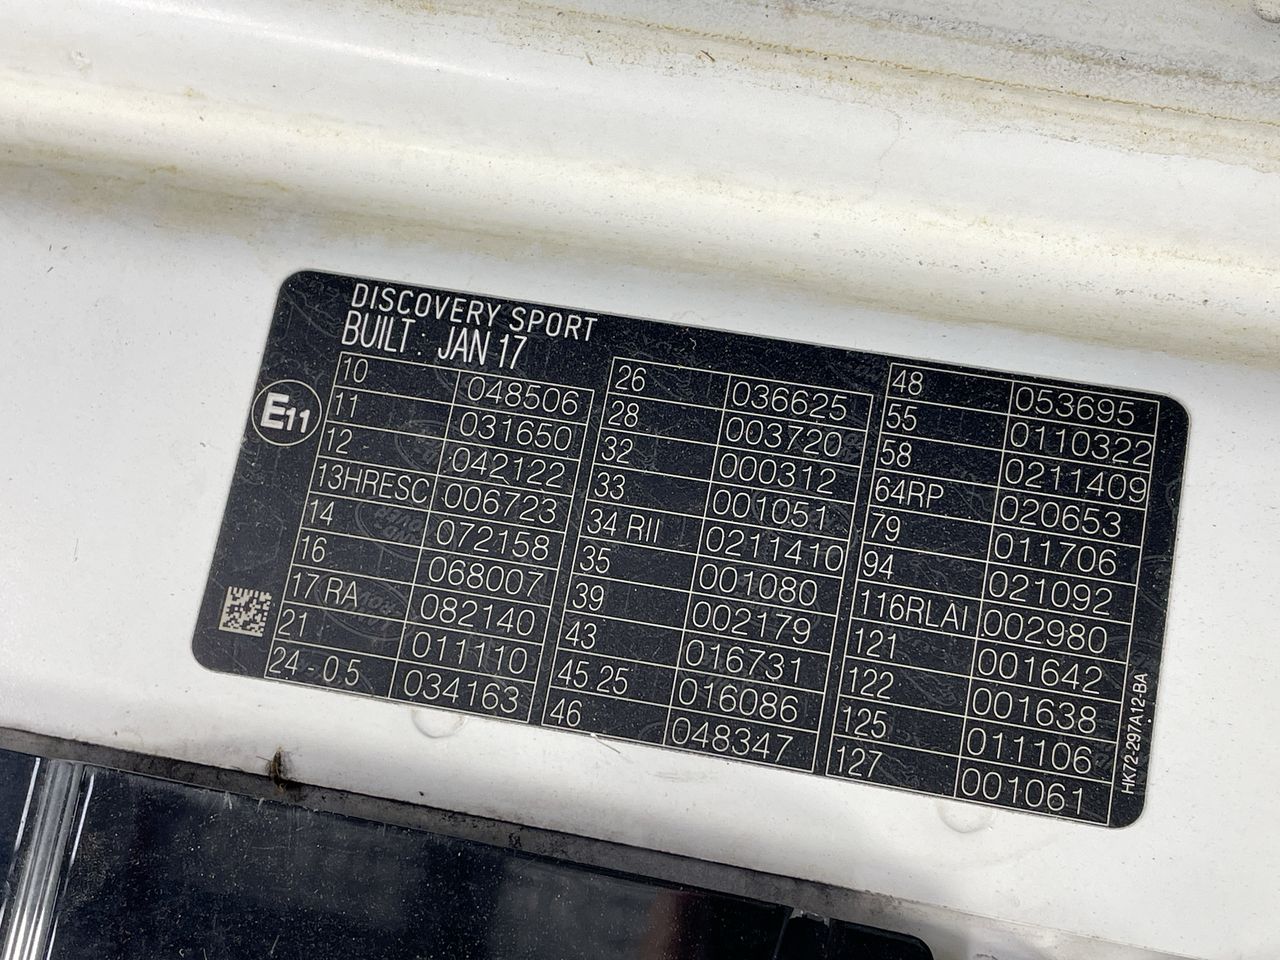 DISCOVERY SPORT
BUILT : JAN 17
E11
10 048506
11 031650
12 042122
13HRESC 006723
14 072158
16 068007
17 RA 082140
21 011110
24 - 0.5 034163
26 036625
28 003720
32 000312
33 001051
34 RII 0211410
35 001080
39 002179
43 016731
45 25 016086
46 048347
48 053695
55 0110322
58 0211409
64RP 020653
79 011706
94 021092
116RLAI 002980
121 001642
122 001638
125 011106
127 001061
HK72-297A12-BA